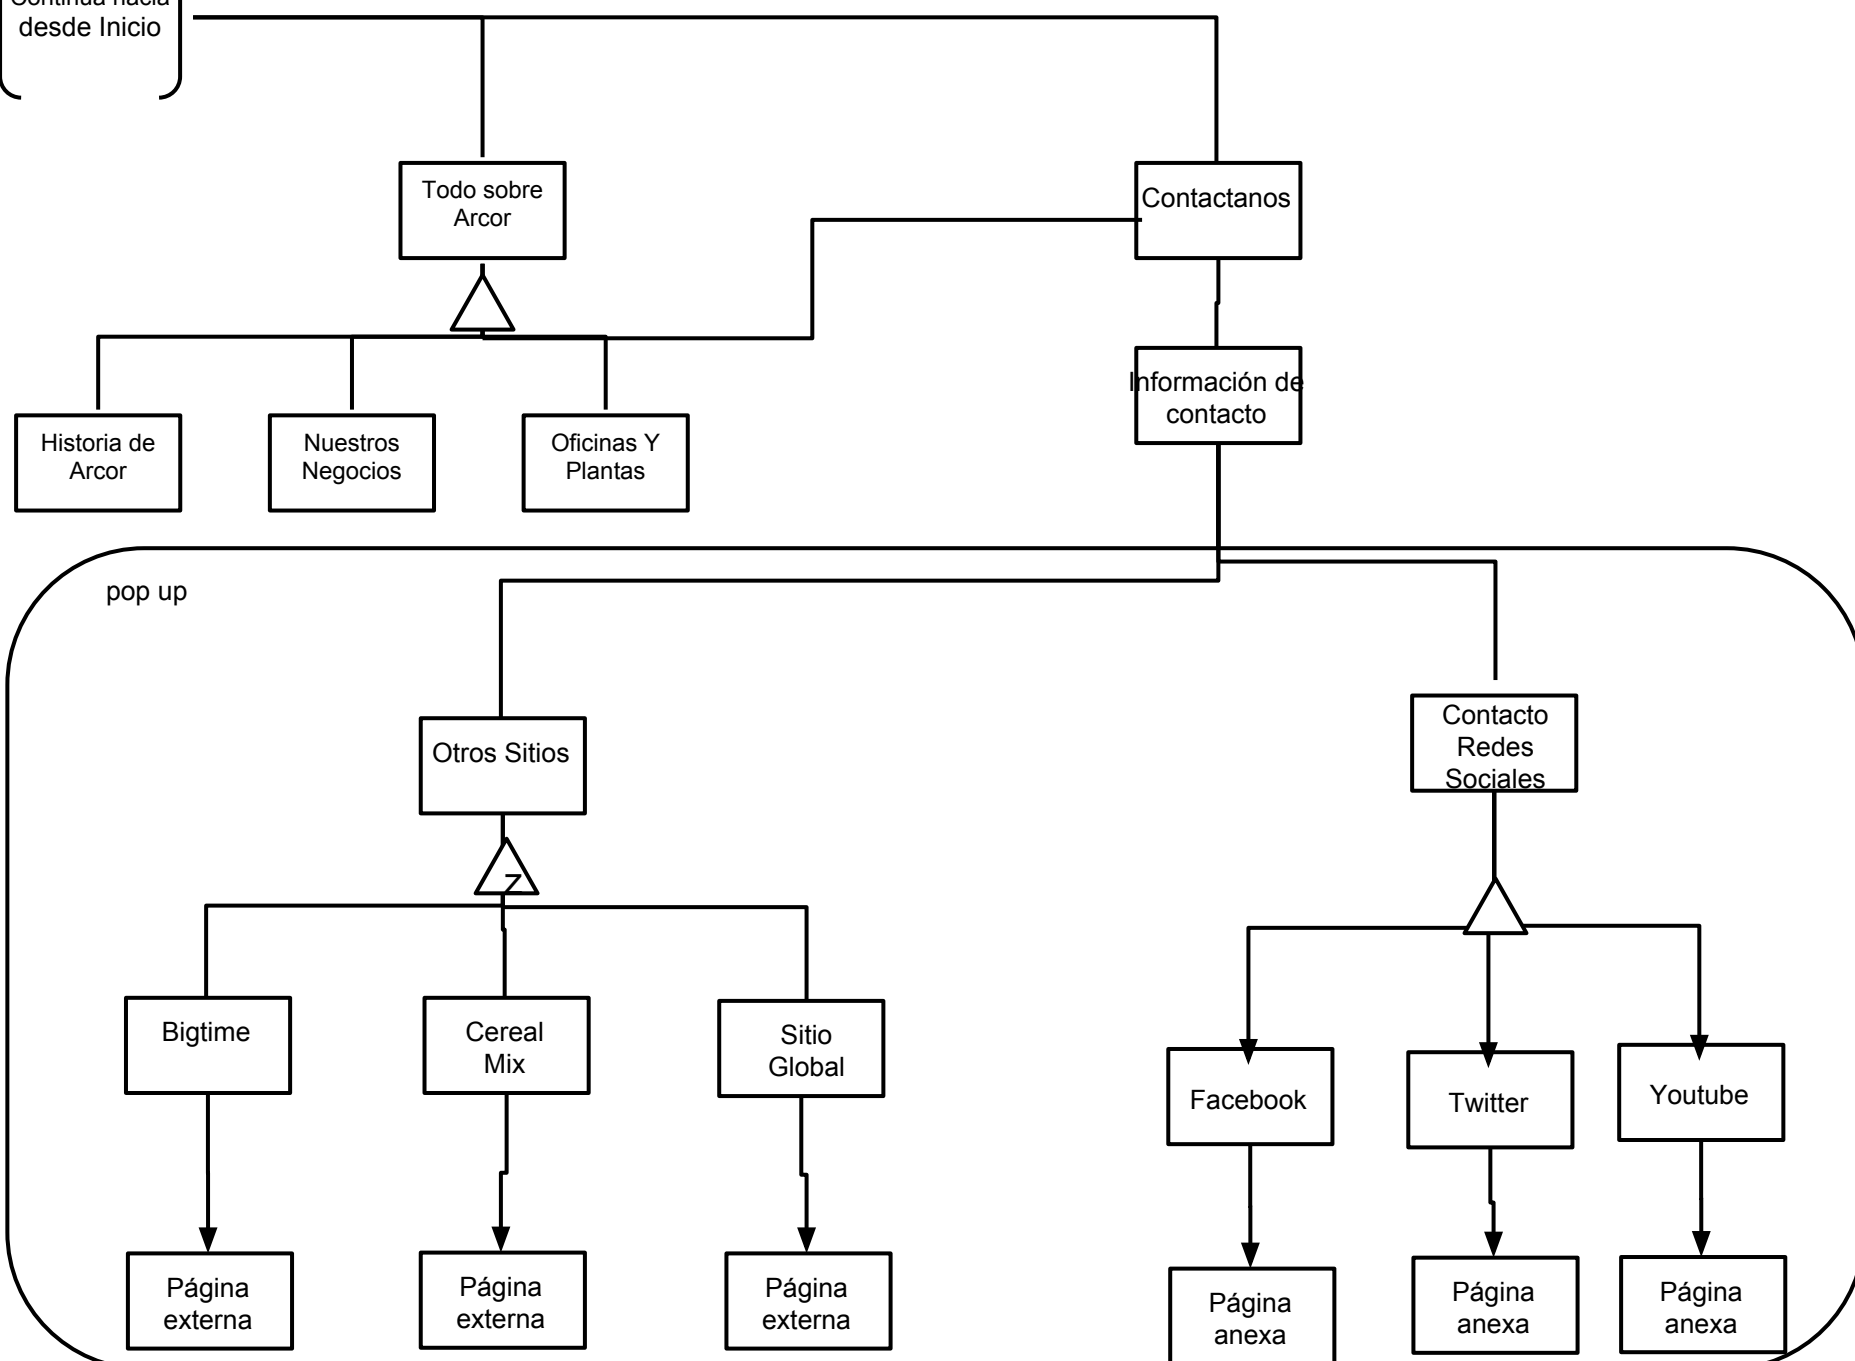 Continua hacia
desde Inicio
Todo sobre
Arcor
Contactanos
Información de
contacto
Historia de
Arcor
Nuestros
Negocios
Oficinas Y
Plantas
pop up
Otros Sitios
Contacto
Redes
Sociales
Z
Bigtime
Cereal
Mix
Sitio
Global
Facebook
Twitter
Youtube
Página
externa
Página
externa
Página
externa
Página
anexa
Página
anexa
Página
anexa